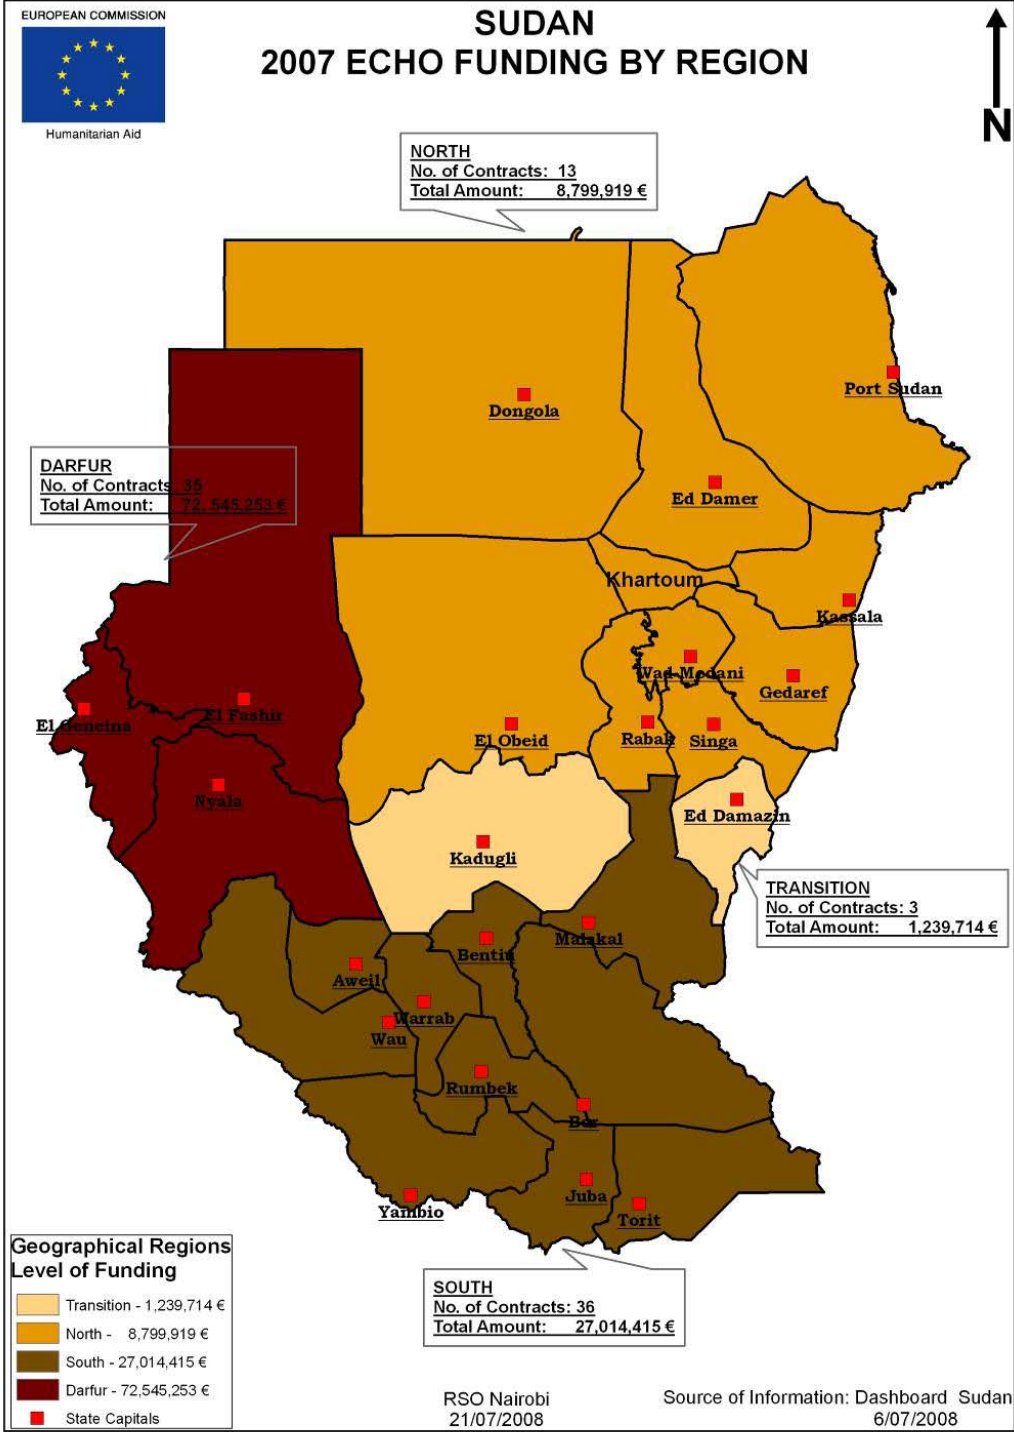 EUROPEAN COMMISSION
Humanitarian Aid
SUDAN
2007 ECHO FUNDING BY REGION
N
NORTH
No. of Contracts: 13
Total Amount: 8,799,919 €
Port Sudan
Dongola
DARFUR
No. of Contracts: 35
Total Amount: 72, 545,253 €
Ed Damer
Khartoum
Kassala
Wad Medani
Gedaref
El Geneina
El Fashir
El Obeid
Rabak
Singa
Nyala
Ed Damazin
Kadugli
TRANSITION
No. of Contracts: 3
Total Amount: 1,239,714 €
Malakal
Bentiu
Aweil
Warrab
Wau
Rumbek
Bor
Juba
Yambio
Torit
SOUTH
No. of Contracts: 36
Total Amount: 27,014,415 €
Geographical Regions
Level of Funding
Transition - 1,239,714 €
North - 8,799,919 €
South - 27,014,415 €
Darfur - 72,545,253 €
State Capitals
RSO Nairobi
21/07/2008
Source of Information: Dashboard Sudan
6/07/2008